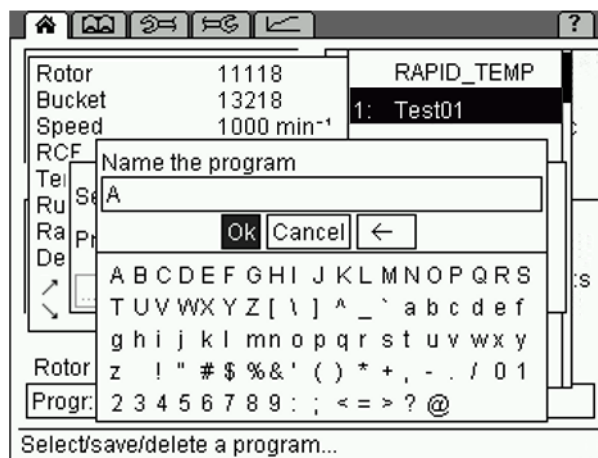 ?
Rotor 11118
Bucket 13218
Speed 1000 min⁻¹
RCF
RAPID_TEMP
1: Test01
Name the program
A
Ok Cancel ←
A B C D E F G H I J K L M N O P Q R S
T U V W X Y Z [ \ ] ^ _ ` a b c d e f
g h i j k l m n o p q r s t u v w x y
z ! " # $ % & ' ( ) * + , - . / 0 1
2 3 4 5 6 7 8 9 : ; < = > ? @
Rotor
Progr:
Select/save/delete a program...